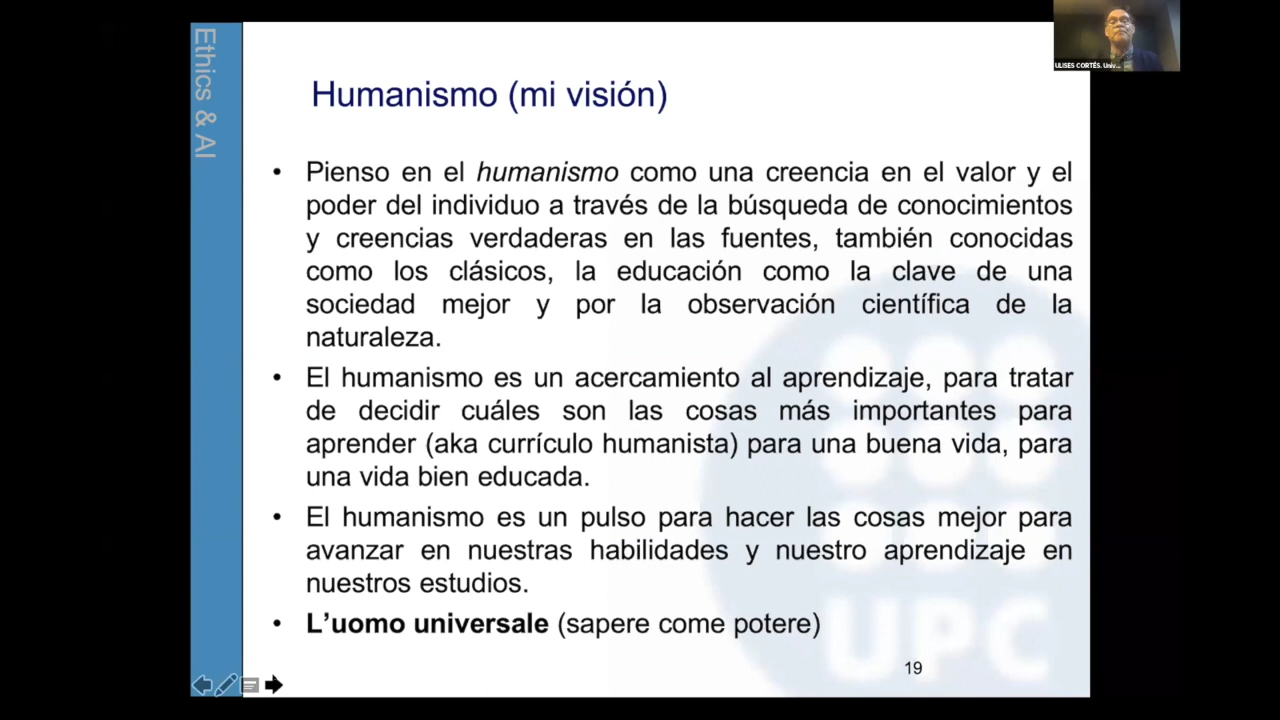 Ethics & AI
ULISES CORTÉS. Univ...
Humanismo (mi visión)
• Pienso en el humanismo como una creencia en el valor y el
poder del individuo a través de la búsqueda de conocimientos
y creencias verdaderas en las fuentes, también conocidas
como los clásicos, la educación como la clave de una
sociedad mejor y por la observación científica de la
naturaleza.
• El humanismo es un acercamiento al aprendizaje, para tratar
de decidir cuáles son las cosas más importantes para
aprender (aka currículo humanista) para una buena vida, para
una vida bien educada.
• El humanismo es un pulso para hacer las cosas mejor para
avanzar en nuestras habilidades y nuestro aprendizaje en
nuestros estudios.
• L’uomo universale (sapere come potere)
UPC
19